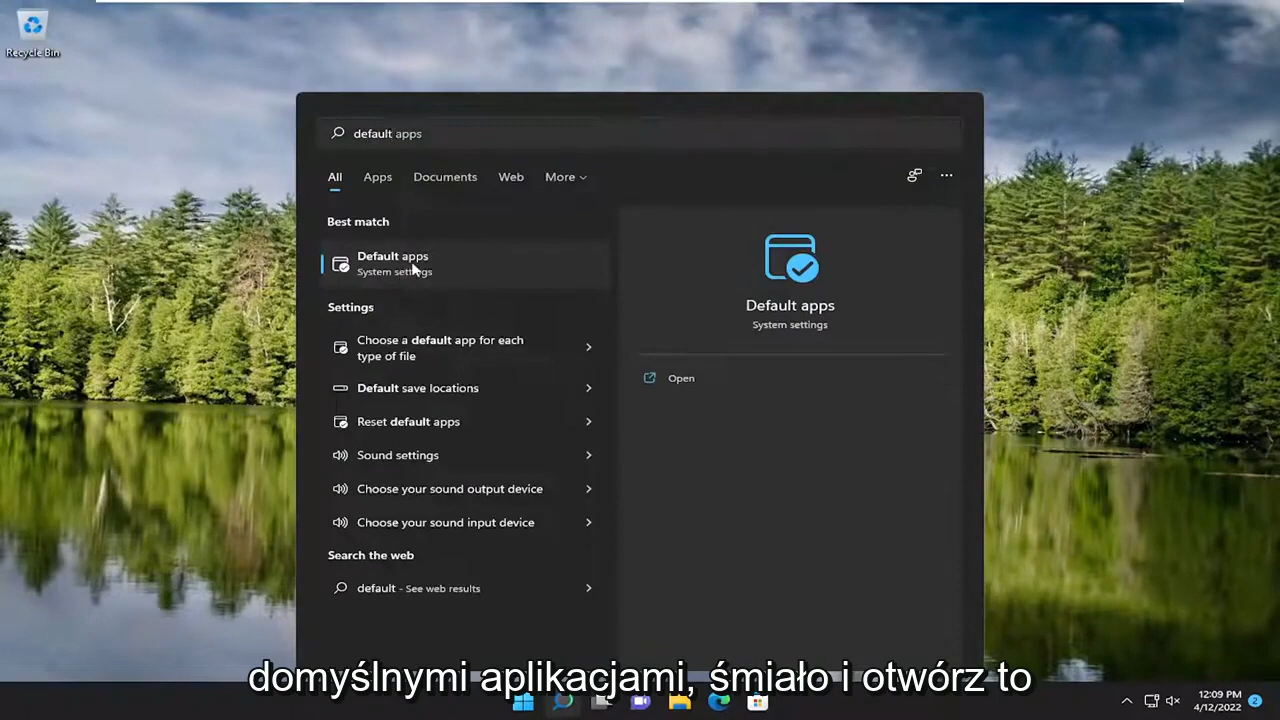 Recycle Bin
default apps
All Apps Documents Web More
Best match
Default apps
System settings
Default apps
System settings
Open
Settings
Choose a default app for each
type of file
Default save locations
Reset default apps
Sound settings
Choose your sound output device
Choose your sound input device
Search the web
default - See web results
domyślnymi aplikacjami, śmiało i otwórz to
12:09 PM
4/12/2022
2